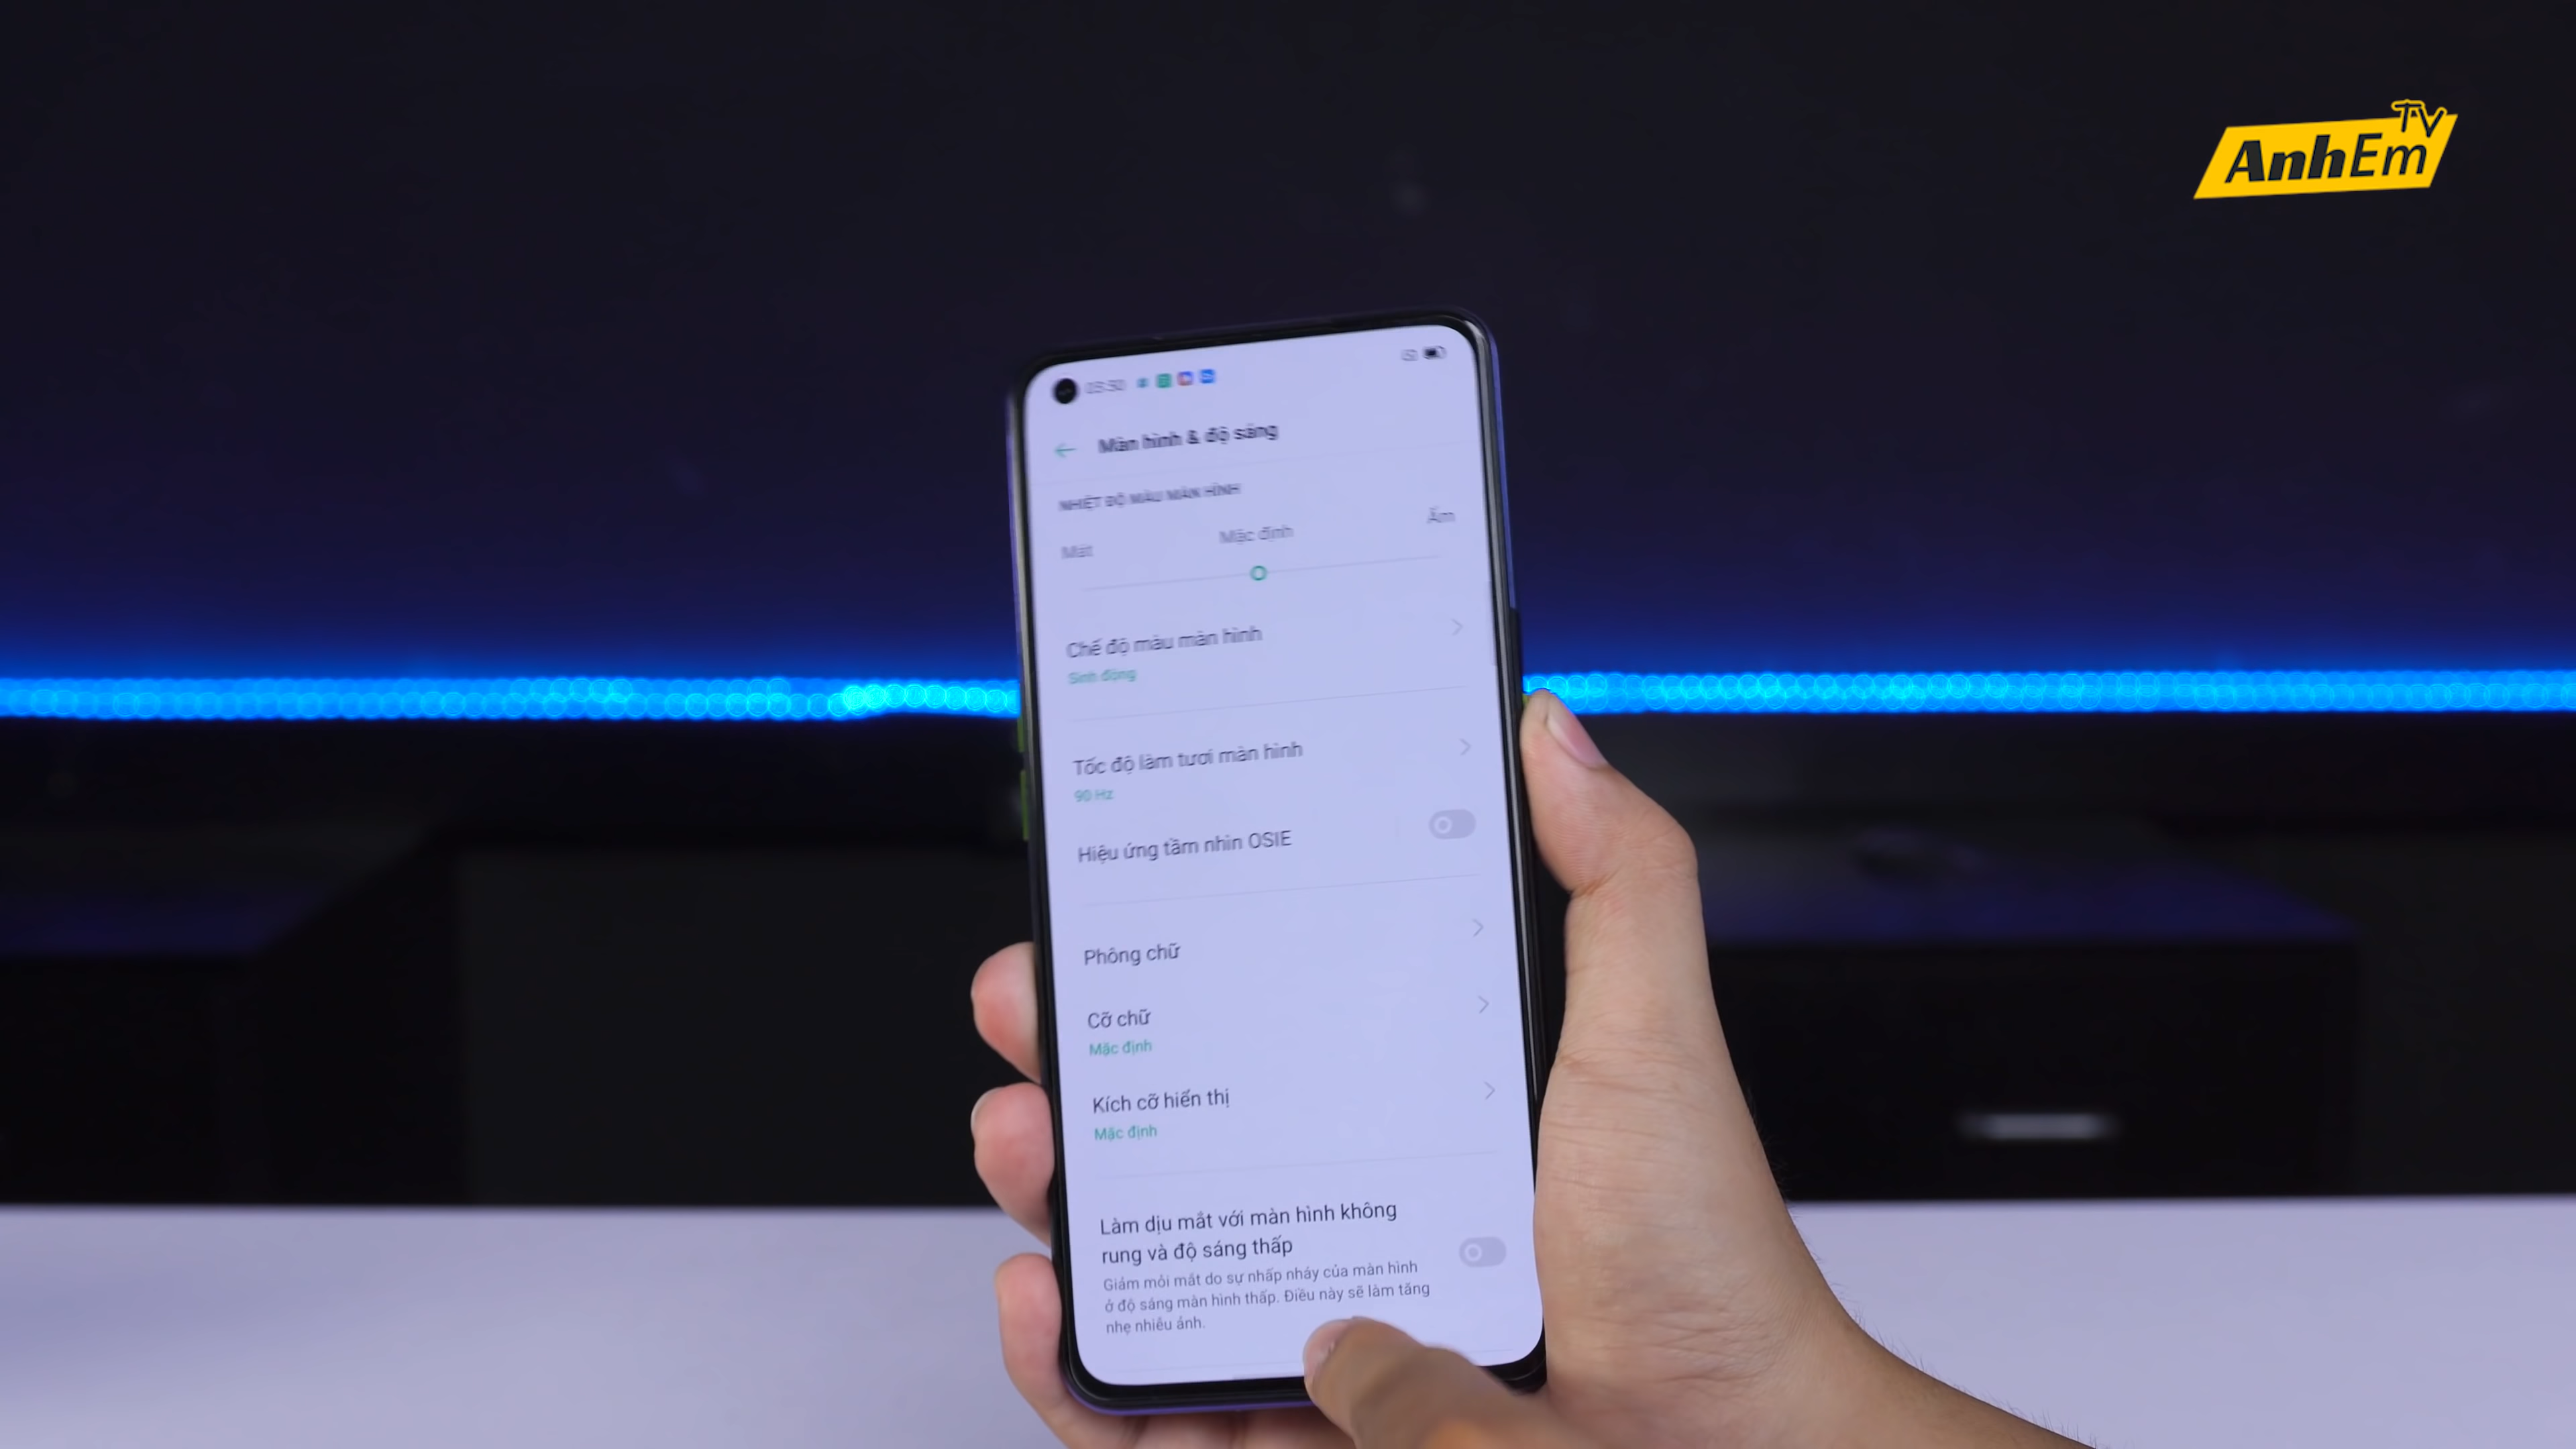 TV
AnhEm
Màn hình & độ sáng
NHIỆT ĐỘ MÀU MÀN HÌNH
Mát
Mặc định
Ấm
Chế độ màu màn hình
Sinh động
Tốc độ làm tươi màn hình
90 Hz
Hiệu ứng tầm nhìn OSIE
Phông chữ
Cỡ chữ
Mặc định
Kích cỡ hiển thị
Mặc định
Làm dịu mắt với màn hình không
rung và độ sáng thấp
Giảm mỏi mắt do sự nhấp nháy của màn hình
ở độ sáng màn hình thấp. Điều này sẽ làm tăng
nhẹ nhiễu ảnh.